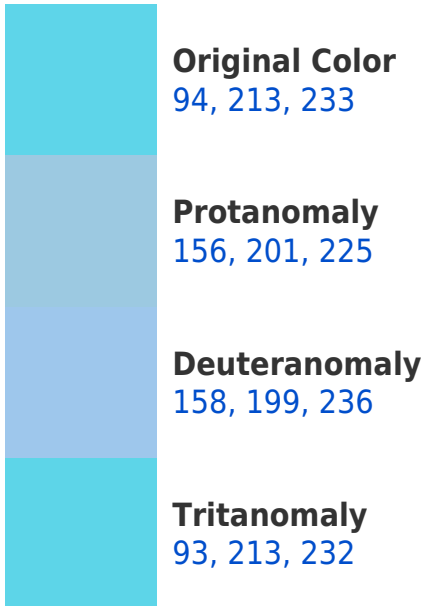 Original Color
94, 213, 233
Protanomaly
156, 201, 225
Deuteranomaly
158, 199, 236
Tritanomaly
93, 213, 232